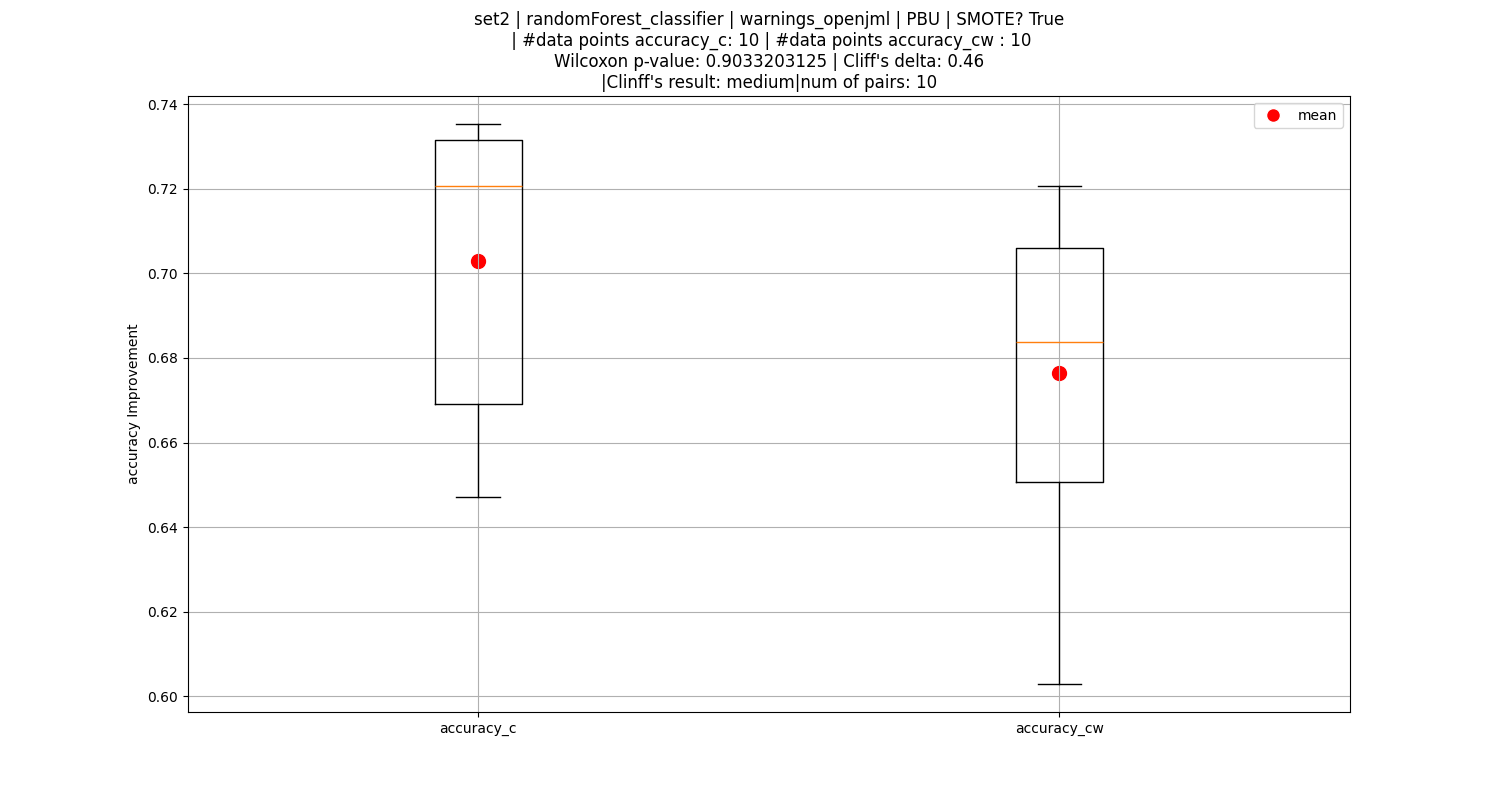 set2 | randomForest_classifier | warnings_openjml | PBU | SMOTE? True
| #data points accuracy_c: 10 | #data points accuracy_cw : 10
Wilcoxon p-value: 0.9033203125 | Cliff's delta: 0.46
|Clinff's result: medium|num of pairs: 10
mean
0.74
0.72
0.70
0.68
0.66
0.64
0.62
0.60
accuracy Improvement
accuracy_c
accuracy_cw